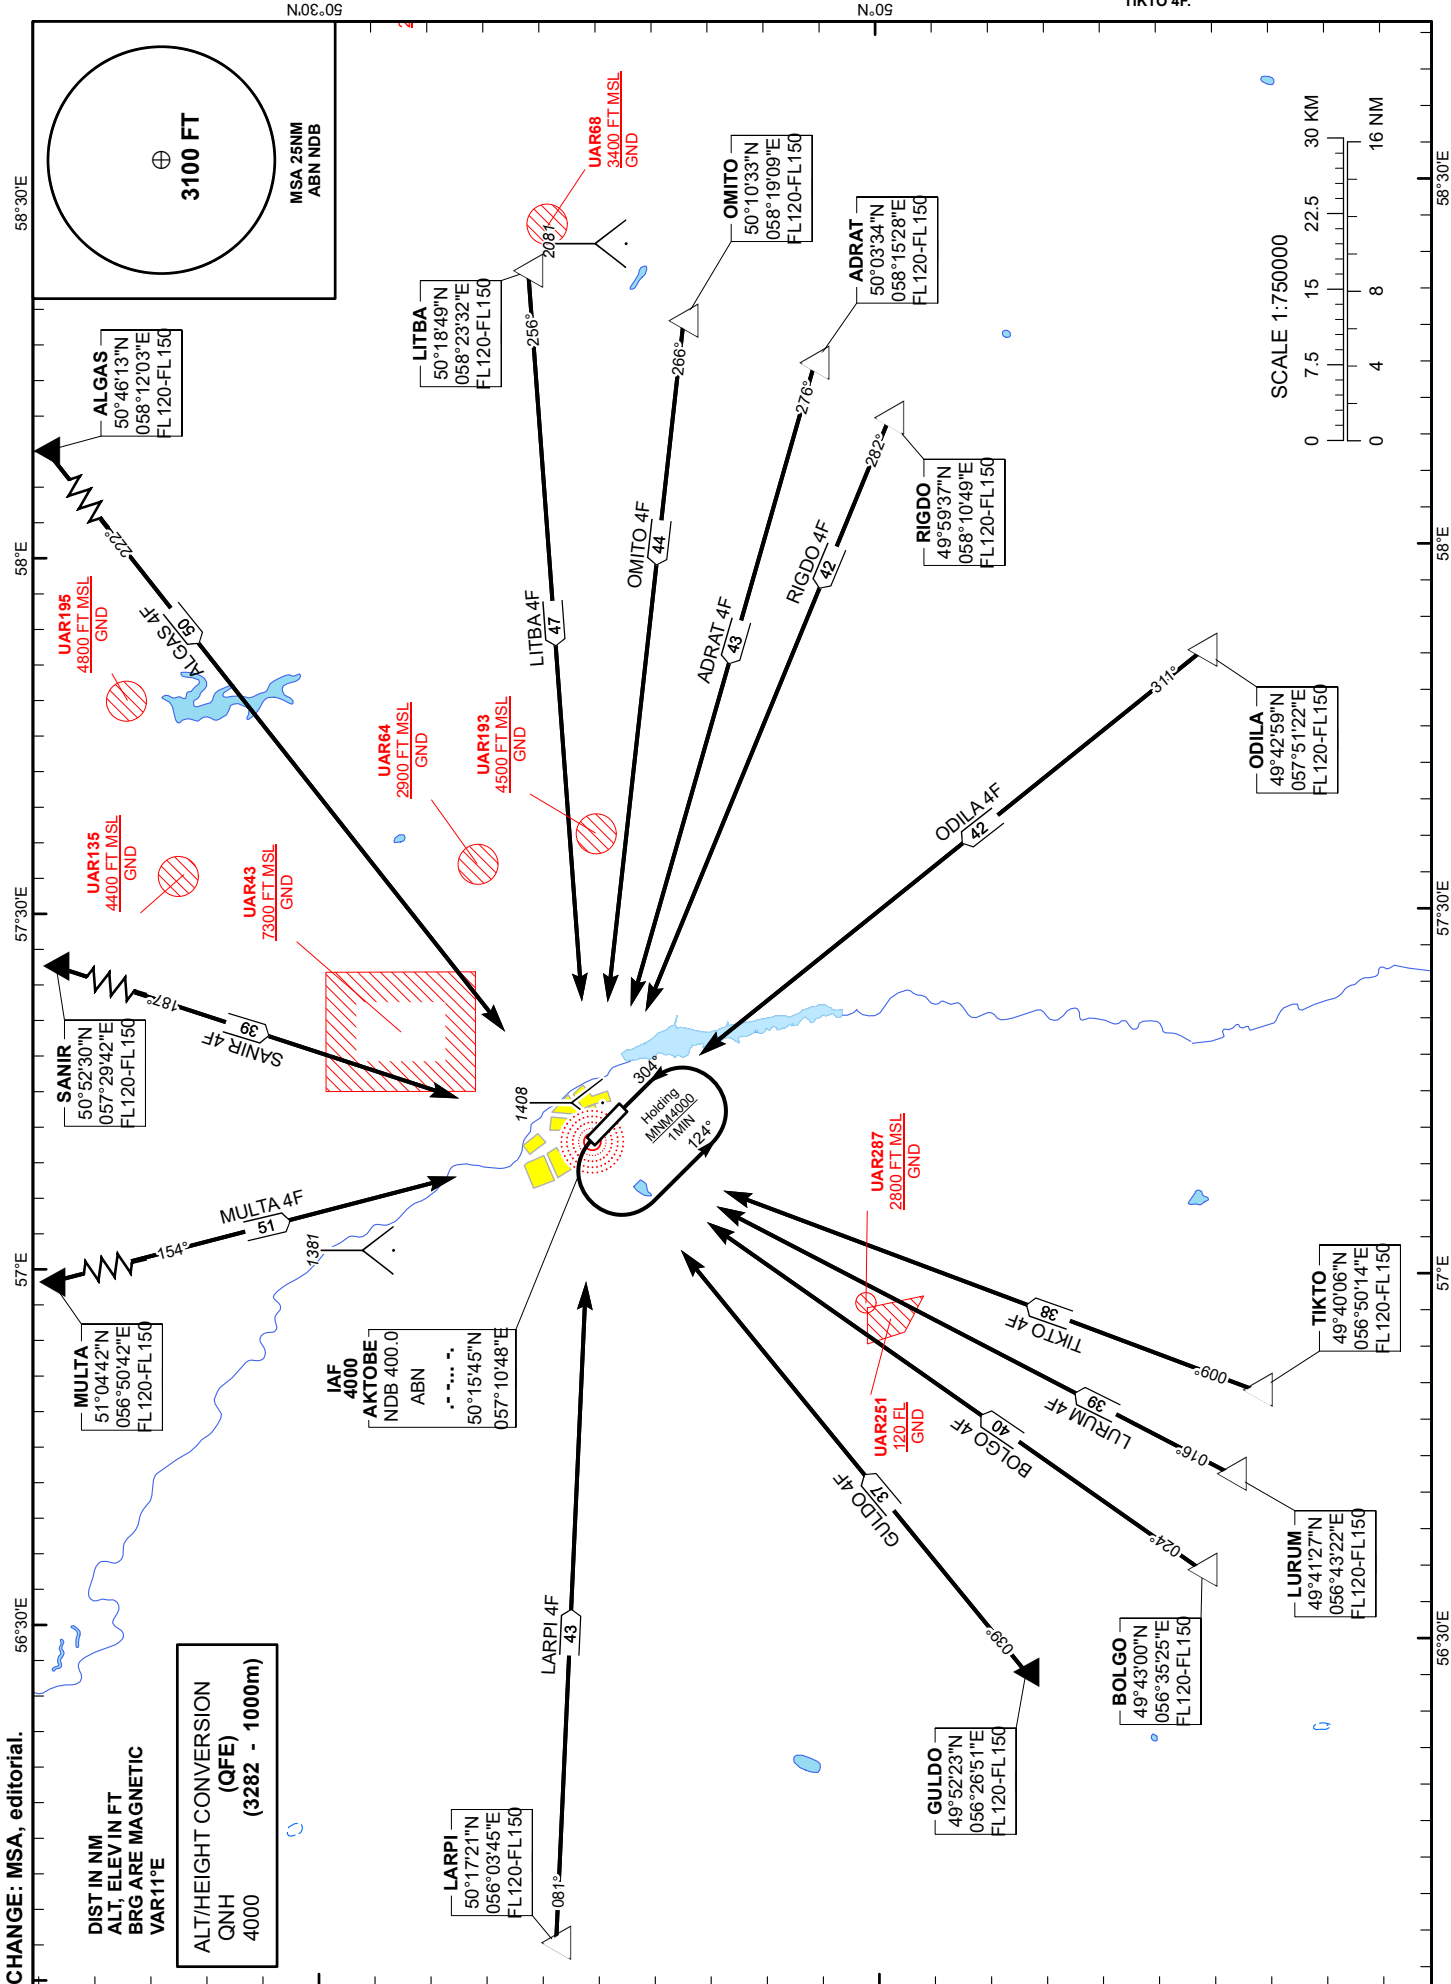 CHANGE: MSA, editorial.
DIST IN NM
ALT, ELEV IN FT
BRG ARE MAGNETIC
VAR11°E
ALT/HEIGHT CONVERSION
QNH (QFE)
4000 (3282 - 1000m)
56°30'E
57°E
57°30'E
58°E
58°30'E
MULTA
51°04'42"N
056°50'42"E
FL120-FL150
154°
MULTA 4F
51
1381
SANIR
50°52'30"N
057°29'42"E
FL120-FL150
187°
39
SANIR 4F
UAR135
4400 FT MSL
GND
UAR43
7300 FT MSL
GND
UAR195
4800 FT MSL
GND
ALGAS
50°46'13"N
058°12'03"E
FL120-FL150
222°
50
ALGAS 4F
3100 FT
MSA 25NM
ABN NDB
50°30'N
50°N
UAR64
2900 FT MSL
GND
UAR193
4500 FT MSL
GND
LITBA
50°18'49"N
058°23'32"E
FL120-FL150
256°
LITBA 4F
47
2081
UAR68
3400 FT MSL
GND
OMITO
50°10'33"N
058°19'09"E
FL120-FL150
266°
OMITO 4F
44
ADRAT
50°03'34"N
058°15'28"E
FL120-FL150
276°
ADRAT 4F
43
RIGDO
49°59'37"N
058°10'49"E
FL120-FL150
282°
RIGDO 4F
42
ODILA
49°42'59"N
057°51'22"E
FL120-FL150
311°
ODILA 4F
42
IAF
4000
AKTOBE
NDB 400.0
ABN
.- -... -.
50°15'45"N
057°10'48"E
1408
304°
Holding
MNM4000
1MIN
124°
LARPI
50°17'21"N
056°03'45"E
FL120-FL150
081°
LARPI 4F
43
GULDO
49°52'23"N
056°26'51"E
FL120-FL150
039°
37
GULDO 4F
BOLGO
49°43'00"N
056°35'25"E
FL120-FL150
024°
40
BOLGO 4F
LURUM
49°41'27"N
056°43'22"E
FL120-FL150
016°
39
LURUM 4F
TIKTO
49°40'06"N
056°50'14"E
FL120-FL150
009°
38
TIKTO 4F
UAR287
2800 FT MSL
GND
UAR251
120 FL
GND
SCALE 1:750000
0 7.5 15 22.5 30 KM
0 4 8 16 NM
56°30'E
57°E
57°30'E
58°E
58°30'E
TIKTO 4F.